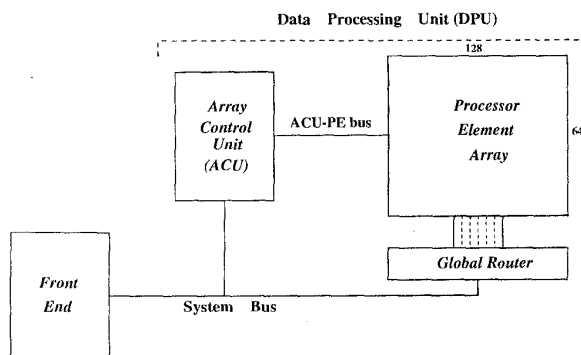 Data Processing Unit (DPU)
128
Array
Control
Unit
(ACU)
ACU-PE bus
Processor
Element
Array
64
Global Router
Front
End
System Bus